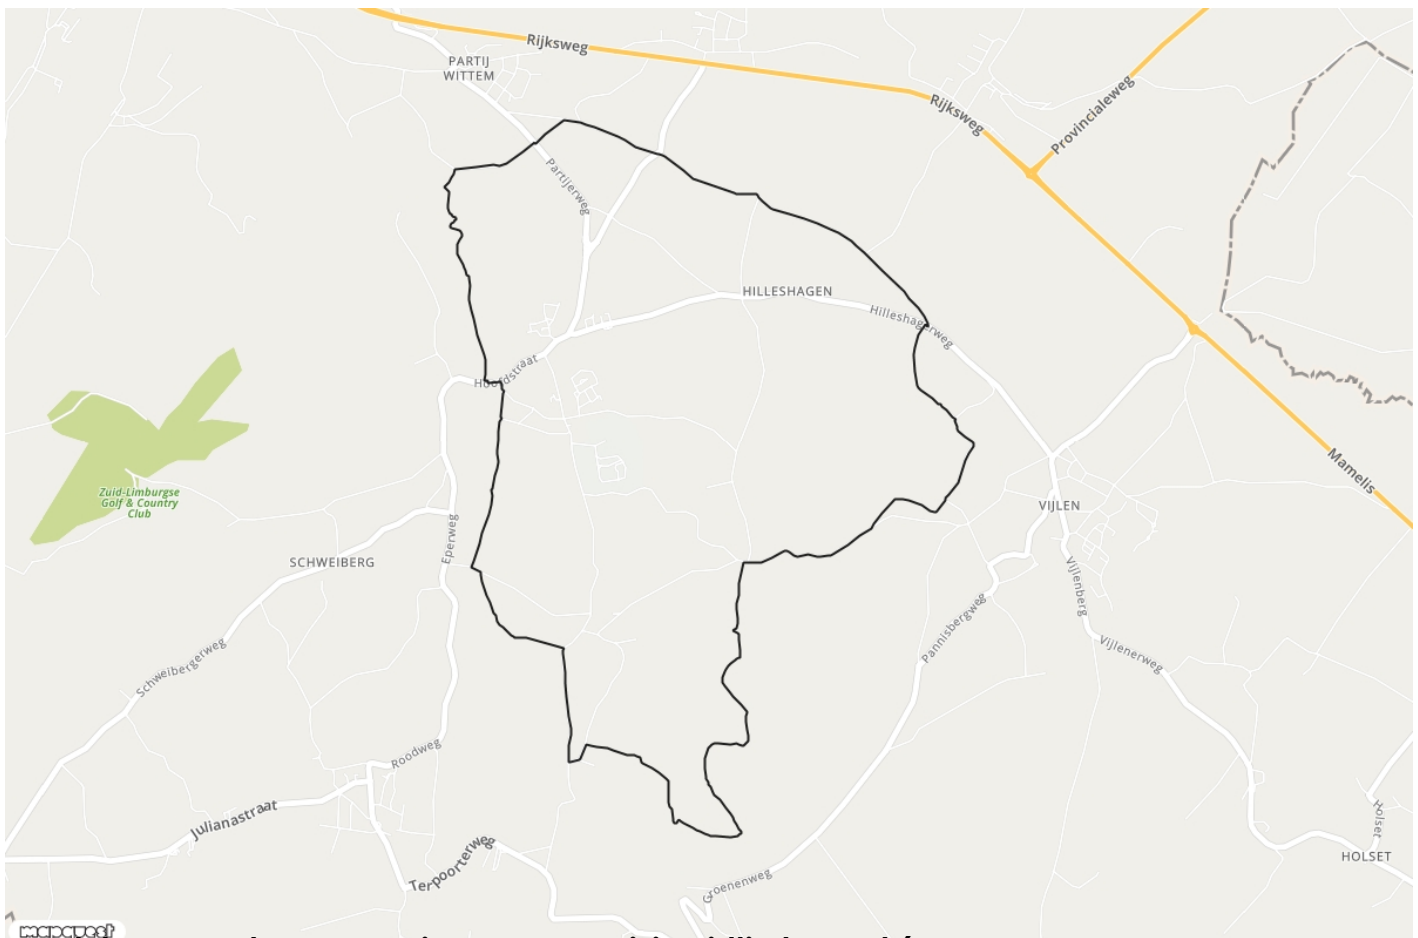 Rijksweg
PARTIJ
WITTEM
Rijksweg
Provincialeweg
Partijerweg
HILLESHAGEN
Hilleshagerweg
Hoofdstraat
Mamelis
Zuid-Limburgse
Golf & Country
Club
VIJLEN
Eperweg
SCHWEIBERG
Vijlenberg
Pannisbergweg
Schweibergerweg
Vijlenerweg
Roodweg
Julianastraat
Holset
HOLSET
Terpoorterweg
Groenenweg
mapquest